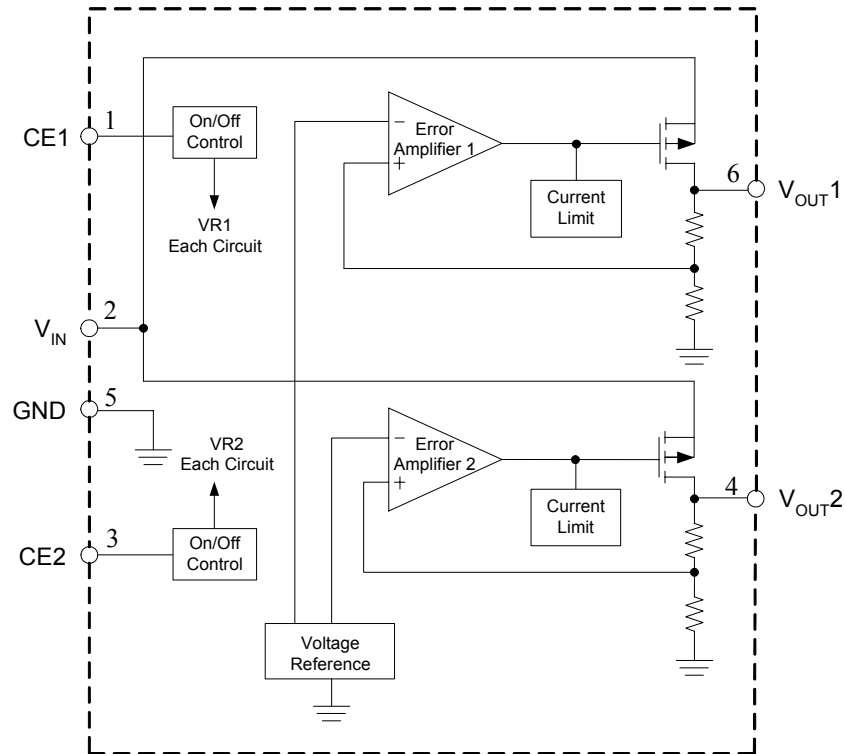 1
On/Off
Control
CE1
VR1
Each Circuit
−
Error
Amplifier 1
+
Current
Limit
6
VOUT1
2
VIN
5
GND
VR2
Each Circuit
3
CE2
On/Off
Control
−
Error
Amplifier 2
+
Current
Limit
4
VOUT2
Voltage
Reference